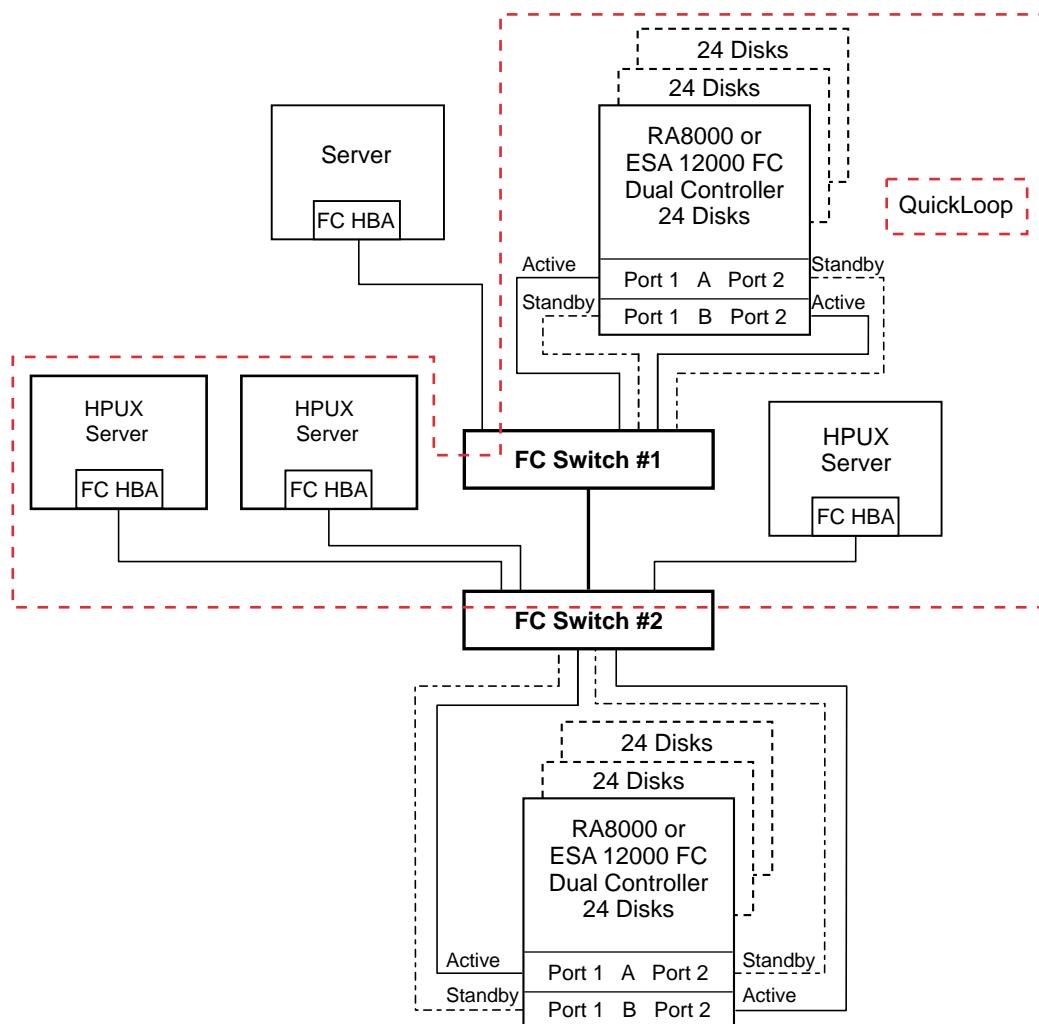 24 Disks
24 Disks
RA8000 or
ESA 12000 FC
Dual Controller
24 Disks
Server
FC HBA
QuickLoop
Active
Port 1 A Port 2
Standby
Standby
Port 1 B Port 2
Active
HPUX
Server
FC HBA
HPUX
Server
FC HBA
FC Switch #1
HPUX
Server
FC HBA
FC Switch #2
24 Disks
24 Disks
RA8000 or
ESA 12000 FC
Dual Controller
24 Disks
Active
Port 1 A Port 2
Standby
Standby
Port 1 B Port 2
Active